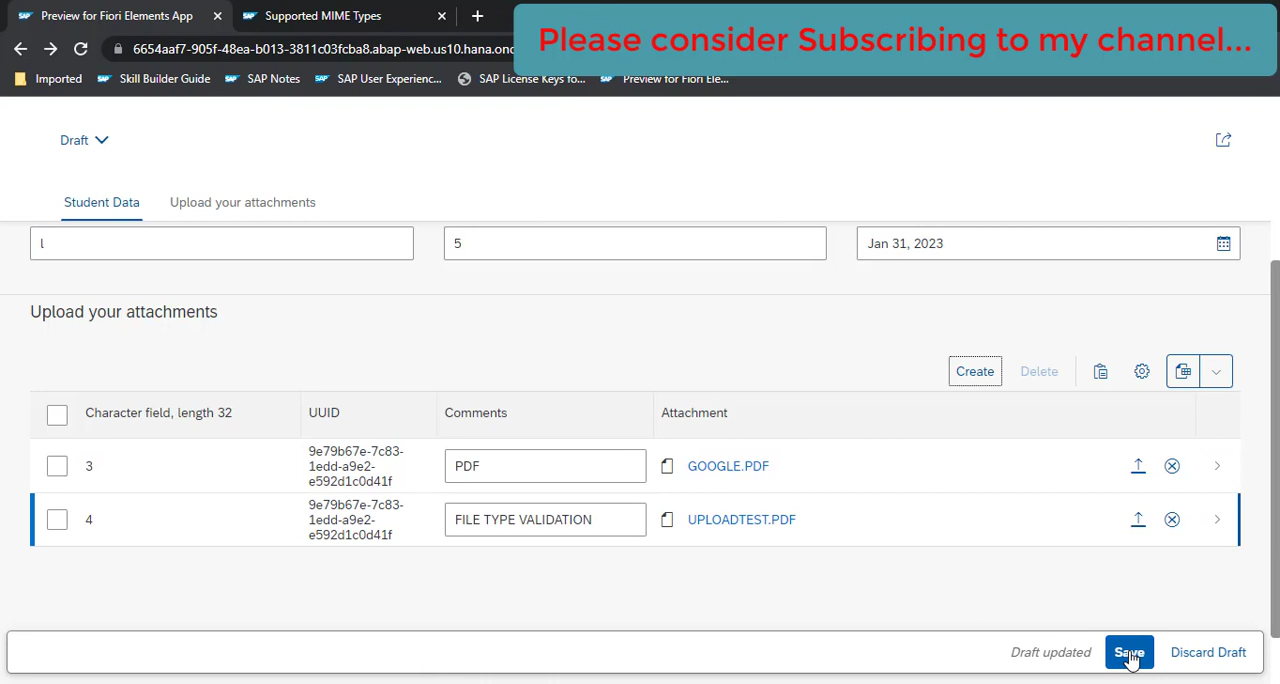 Preview for Fiori Elements App
Supported MIME Types
Please consider Subscribing to my channel...
6654aaf7-905f-48ea-b013-3811c03fcba8.abap-web.us10.hana.ond
Imported
Skill Builder Guide
SAP Notes
SAP User Experienc...
SAP License Keys fo...
Preview for Fiori Ele...
Draft
Student Data
Upload your attachments
l
5
Jan 31, 2023
Upload your attachments
Create
Delete
Character field, length 32
UUID
Comments
Attachment
3
9e79b67e-7c83-
1edd-a9e2-
e592d1c0d41f
PDF
GOOGLE.PDF
4
9e79b67e-7c83-
1edd-a9e2-
e592d1c0d41f
FILE TYPE VALIDATION
UPLOADTEST.PDF
Draft updated
Save
Discard Draft